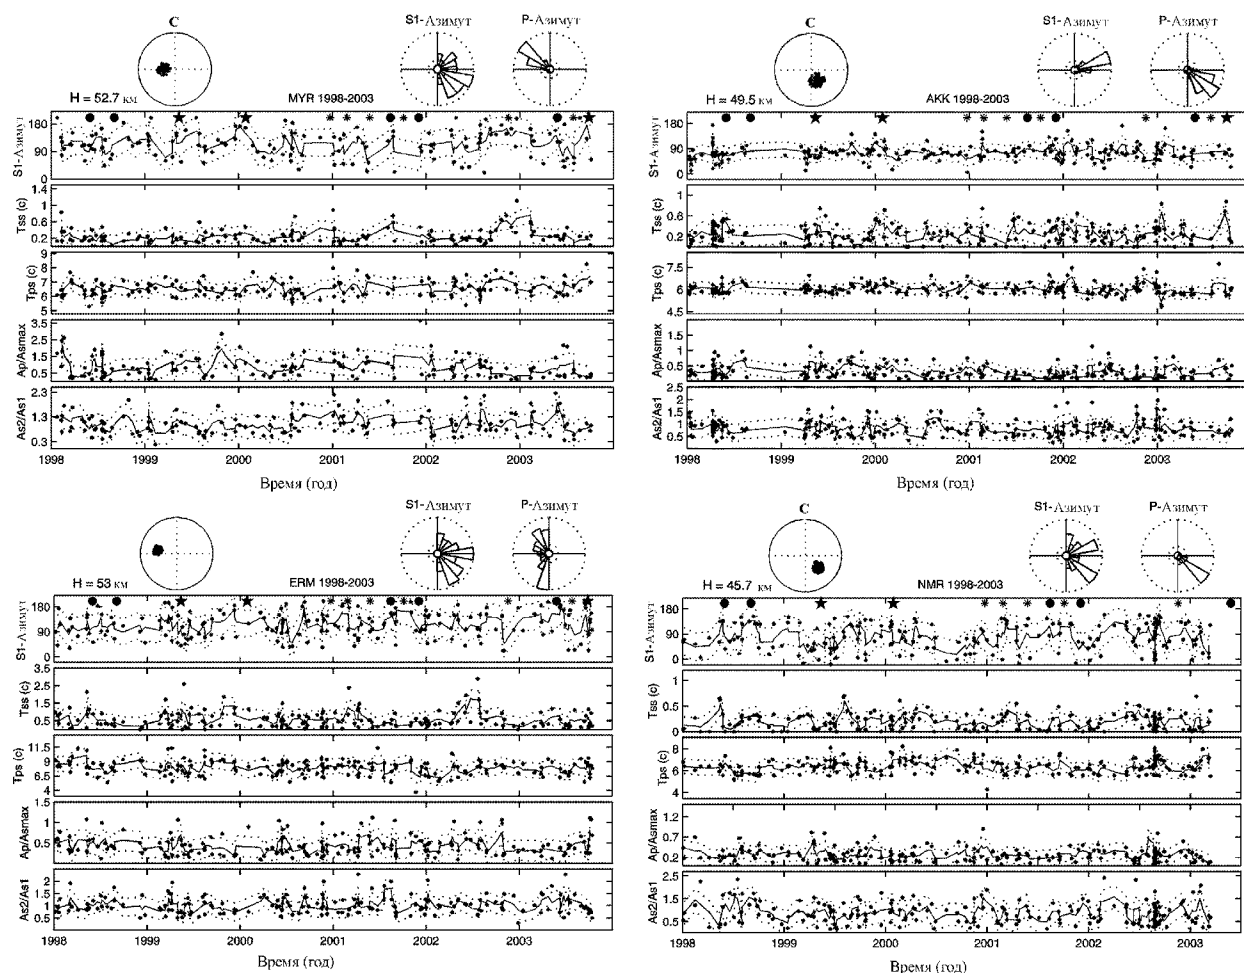 C
S1-Азимут
P-Азимут
H = 52.7 км
MYR 1998-2003
S1-Азимут
180
90
0
Tss (c)
1.4
1
0.6
0.2
Tps (c)
9
8
7
6
5
Ap/Asmax
3.5
2.5
1.5
0.5
As2/As1
2.3
1.3
0.3
1998 1999 2000 2001 2002 2003
Время (год)
C
S1-Азимут
P-Азимут
H = 49.5 км
AKK 1998-2003
S1-Азимут
180
90
0
Tss (c)
1
0.6
0.2
Tps (c)
7.5
6
4.5
Ap/Asmax
1.5
1
0.5
0
As2/As1
2.5
2
1.5
1
0.5
1998 1999 2000 2001 2002 2003
Время (год)
S1-Азимут
P-Азимут
H = 53 км
ERM 1998-2003
S1-Азимут
180
90
0
Tss (c)
3.5
2.5
1.5
0.5
Tps (c)
11.5
9
6.5
4
Ap/Asmax
1.5
1
0.5
As2/As1
2
1.5
1
0.5
1998 1999 2000 2001 2002 2003
Время (год)
C
S1-Азимут
P-Азимут
H = 45.7 км
NMR 1998-2003
S1-Азимут
180
90
0
Tss (c)
1
0.5
0
Tps (c)
8
6
4
Ap/Asmax
1.2
0.7
0.2
As2/As1
2.5
1.5
0.5
1998 1999 2000 2001 2002 2003
Время (год)